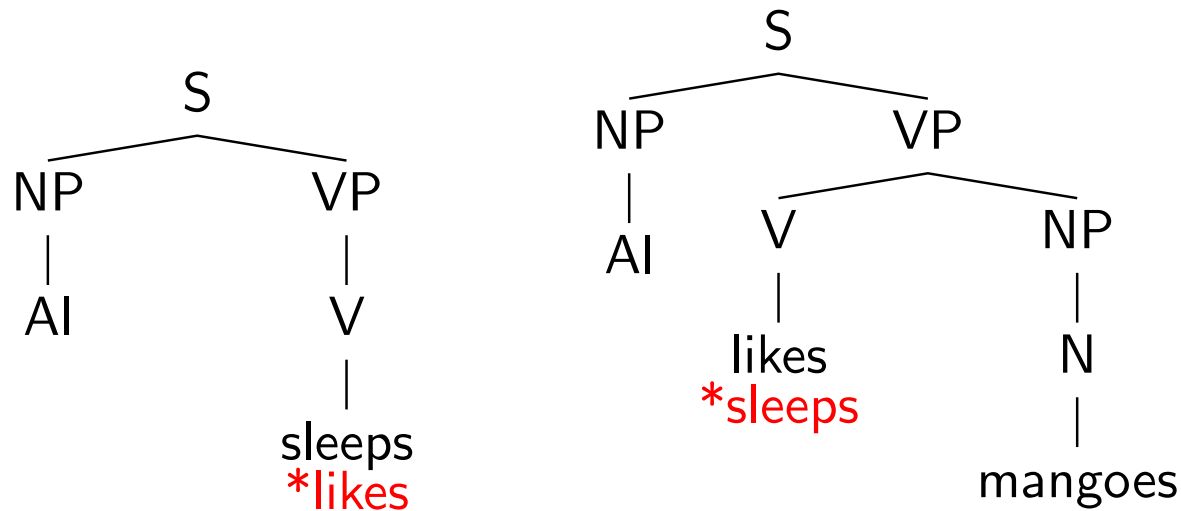 S
NP VP
Al V
sleeps
*likes
S
NP VP
Al V NP
likes N
*sleeps
mangoes